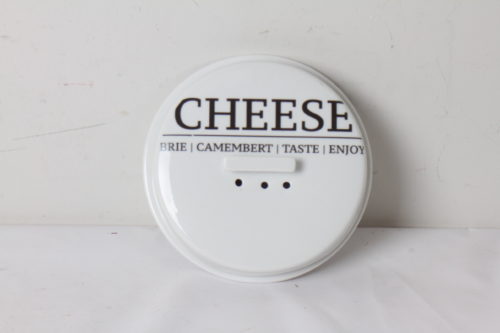 CHEESE
BRIE | CAMEMBERT | TASTE | ENJOY